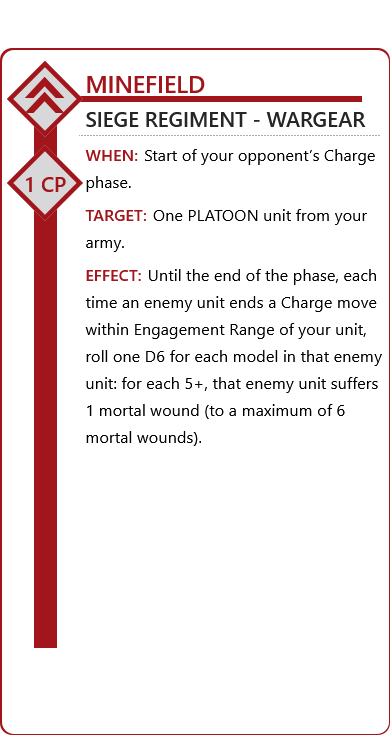 MINEFIELD
SIEGE REGIMENT - WARGEAR
1 CP
WHEN: Start of your opponent’s Charge
phase.
TARGET: One PLATOON unit from your
army.
EFFECT: Until the end of the phase, each
time an enemy unit ends a Charge move
within Engagement Range of your unit,
roll one D6 for each model in that enemy
unit: for each 5+, that enemy unit suffers
1 mortal wound (to a maximum of 6
mortal wounds).